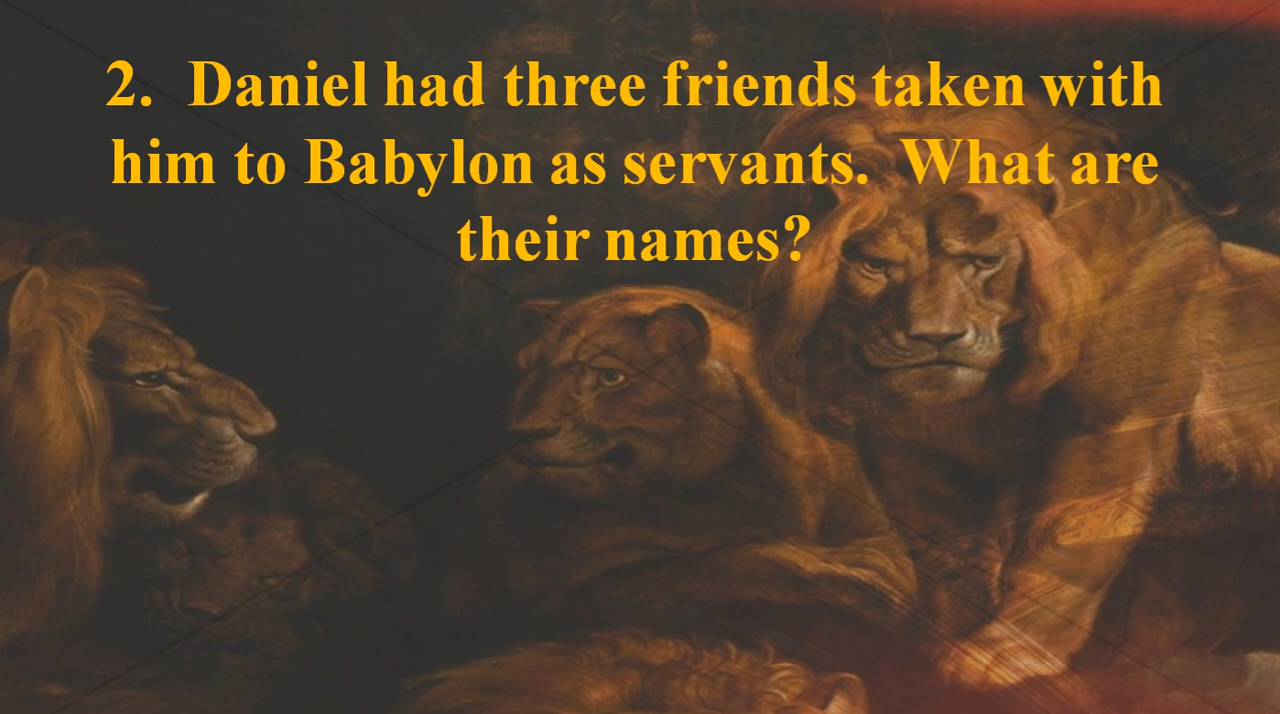 2.  Daniel had three friends taken with
him to Babylon as servants.  What are
their names?